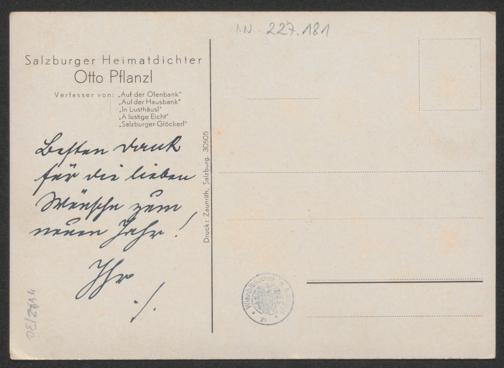 I.N. 227.181
Salzburger Heimatdichter
Otto Pflanzl
Verfasser von: „Auf der Ofenbank"
„Auf der Hausbank"
„In Lusthäusl"
„A lustige Eicht"
„Salzburger Glöckerl"
Besten Dank
für die lieben
Wünsche zum
neuen Jahr!
Ihr
./.
Druck: Zaunrith, Salzburg. 30505